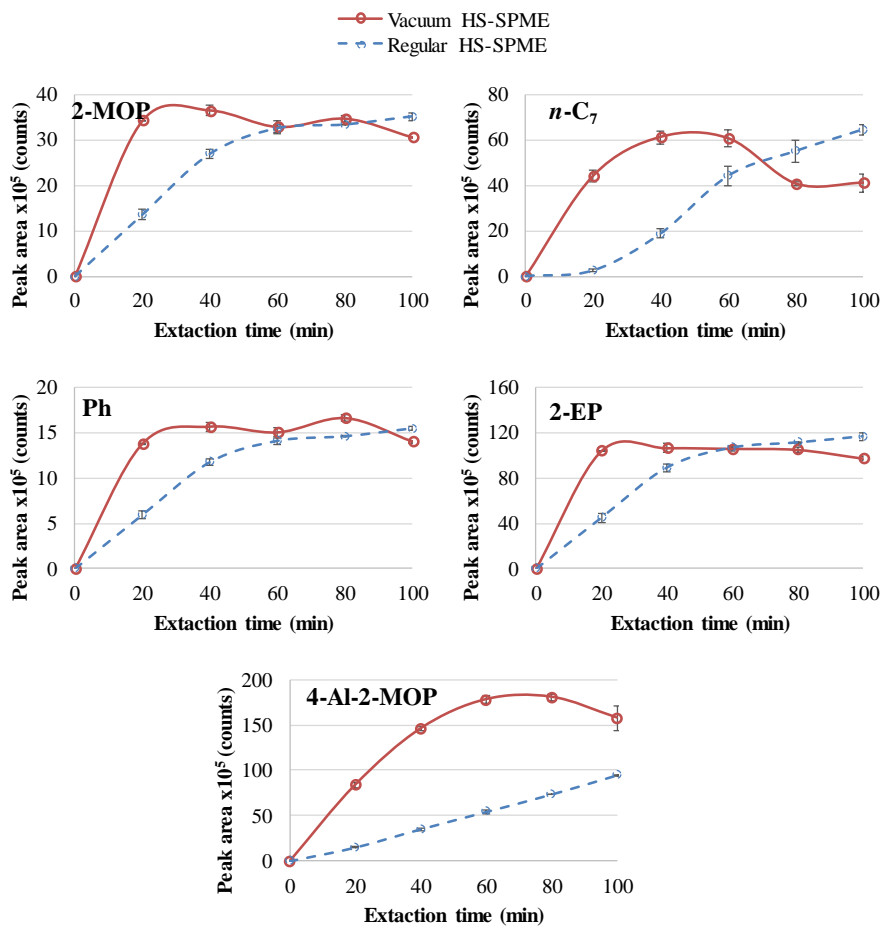 Vacuum HS-SPME
Regular HS-SPME
2-MOP
Peak area x10⁵ (counts)
40
30
20
10
0
0 20 40 60 80 100
Extaction time (min)
n-C₇
Peak area x10⁵ (counts)
80
60
40
20
0
0 20 40 60 80 100
Extaction time (min)
Ph
Peak area x10⁵ (counts)
20
15
10
5
0
0 20 40 60 80 100
Extaction time (min)
2-EP
Peak area x10⁵ (counts)
160
120
80
40
0
0 20 40 60 80 100
Extaction time (min)
4-Al-2-MOP
Peak area x10⁵ (counts)
200
150
100
50
0
0 20 40 60 80 100
Extaction time (min)